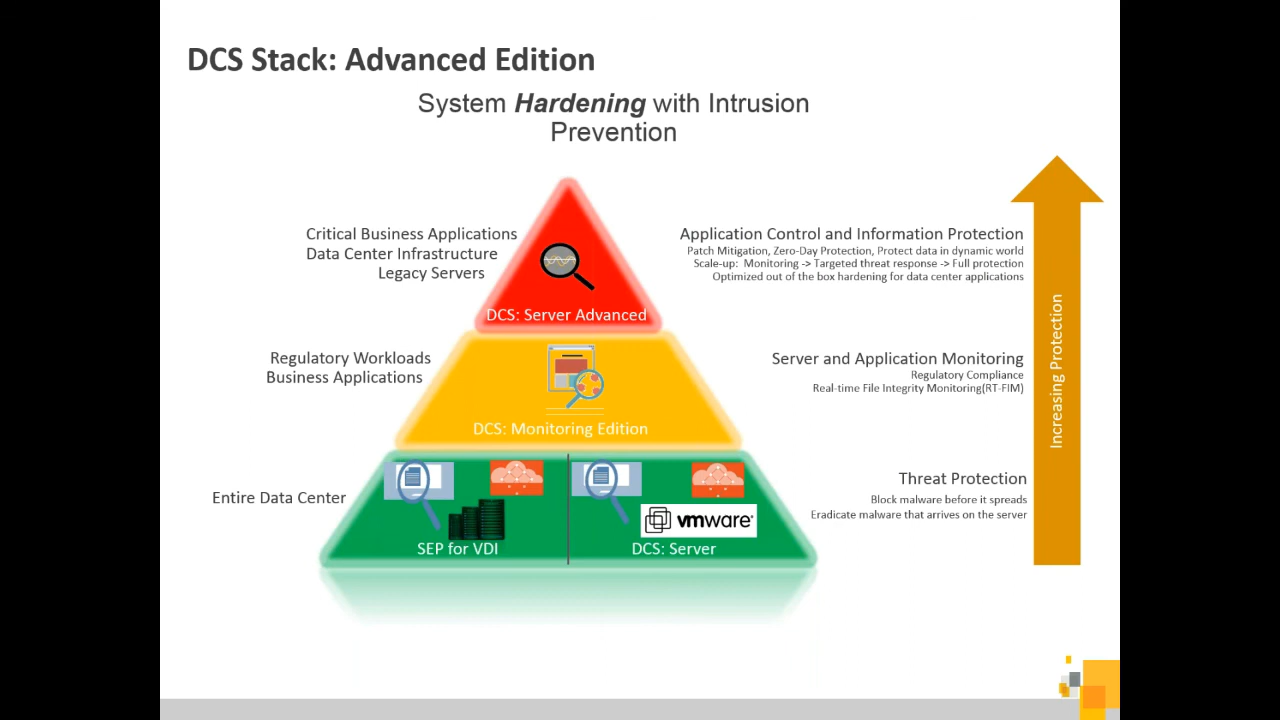 DCS Stack: Advanced Edition
System Hardening with Intrusion
Prevention
Critical Business Applications
Data Center Infrastructure
Legacy Servers
DCS: Server Advanced
Application Control and Information Protection
Patch Mitigation, Zero-Day Protection, Protect data in dynamic world
Scale-up: Monitoring -> Targeted threat response -> Full protection
Optimized out of the box hardening for data center applications
Regulatory Workloads
Business Applications
DCS: Monitoring Edition
Server and Application Monitoring
Regulatory Compliance
Real-time File Integrity Monitoring(RT-FIM)
Entire Data Center
SEP for VDI
vmware
DCS: Server
Threat Protection
Block malware before it spreads
Eradicate malware that arrives on the server
Increasing Protection